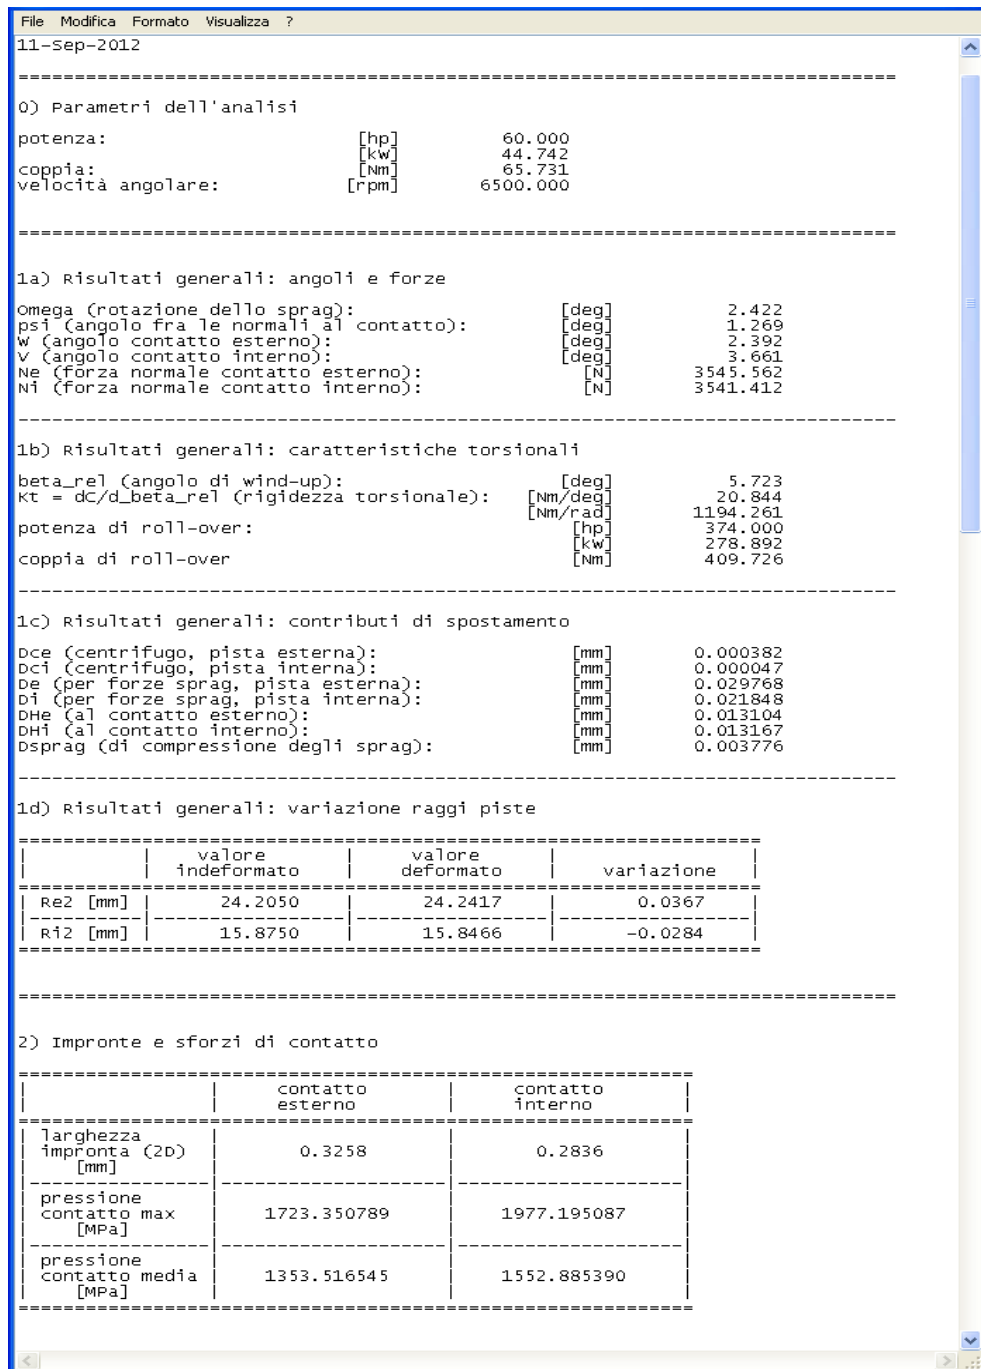 File Modifica Formato Visualizza ?
11-Sep-2012
==============================================================================
0) Parametri dell'analisi
potenza: [hp] 60.000
[kW] 44.742
coppia: [Nm] 65.731
velocità angolare: [rpm] 6500.000
==============================================================================
1a) Risultati generali: angoli e forze
Omega (rotazione dello sprag): [deg] 2.422
psi (angolo fra le normali al contatto): [deg] 1.269
W (angolo contatto esterno): [deg] 2.392
V (angolo contatto interno): [deg] 3.661
Ne (forza normale contatto esterno): [N] 3545.562
Ni (forza normale contatto interno): [N] 3541.412
------------------------------------------------------------------------------
1b) Risultati generali: caratteristiche torsionali
beta_rel (angolo di wind-up): [deg] 5.723
Kt = dC/d_beta_rel (rigidezza torsionale): [Nm/deg] 20.844
[Nm/rad] 1194.261
potenza di roll-over: [hp] 374.000
[kW] 278.892
coppia di roll-over [Nm] 409.726
------------------------------------------------------------------------------
1c) Risultati generali: contributi di spostamento
Dce (centrifugo, pista esterna): [mm] 0.000382
Dci (centrifugo, pista interna): [mm] 0.000047
De (per forze sprag, pista esterna): [mm] 0.029768
Di (per forze sprag, pista interna): [mm] 0.021848
DHe (al contatto esterno): [mm] 0.013104
DHi (al contatto interno): [mm] 0.013167
Dsprag (di compressione degli sprag): [mm] 0.003776
------------------------------------------------------------------------------
1d) Risultati generali: variazione raggi piste
==================================================================
| | valore | valore | |
| | indeformato | deformato | variazione |
==================================================================
| Re2 [mm] | 24.2050 | 24.2417 | 0.0367 |
|----------|-----------------|-----------------|-----------------|
| Ri2 [mm] | 15.8750 | 15.8466 | -0.0284 |
==================================================================
==============================================================================
2) Impronte e sforzi di contatto
============================================================
| | contatto | contatto |
| | esterno | interno |
============================================================
| larghezza | | |
| impronta (2D) | 0.3258 | 0.2836 |
| [mm] | | |
|----------------|--------------------|--------------------|
| pressione | | |
| contatto max | 1723.350789 | 1977.195087 |
| [MPa] | | |
|----------------|--------------------|--------------------|
| pressione | | |
| contatto media | 1353.516545 | 1552.885390 |
| [MPa] | | |
============================================================